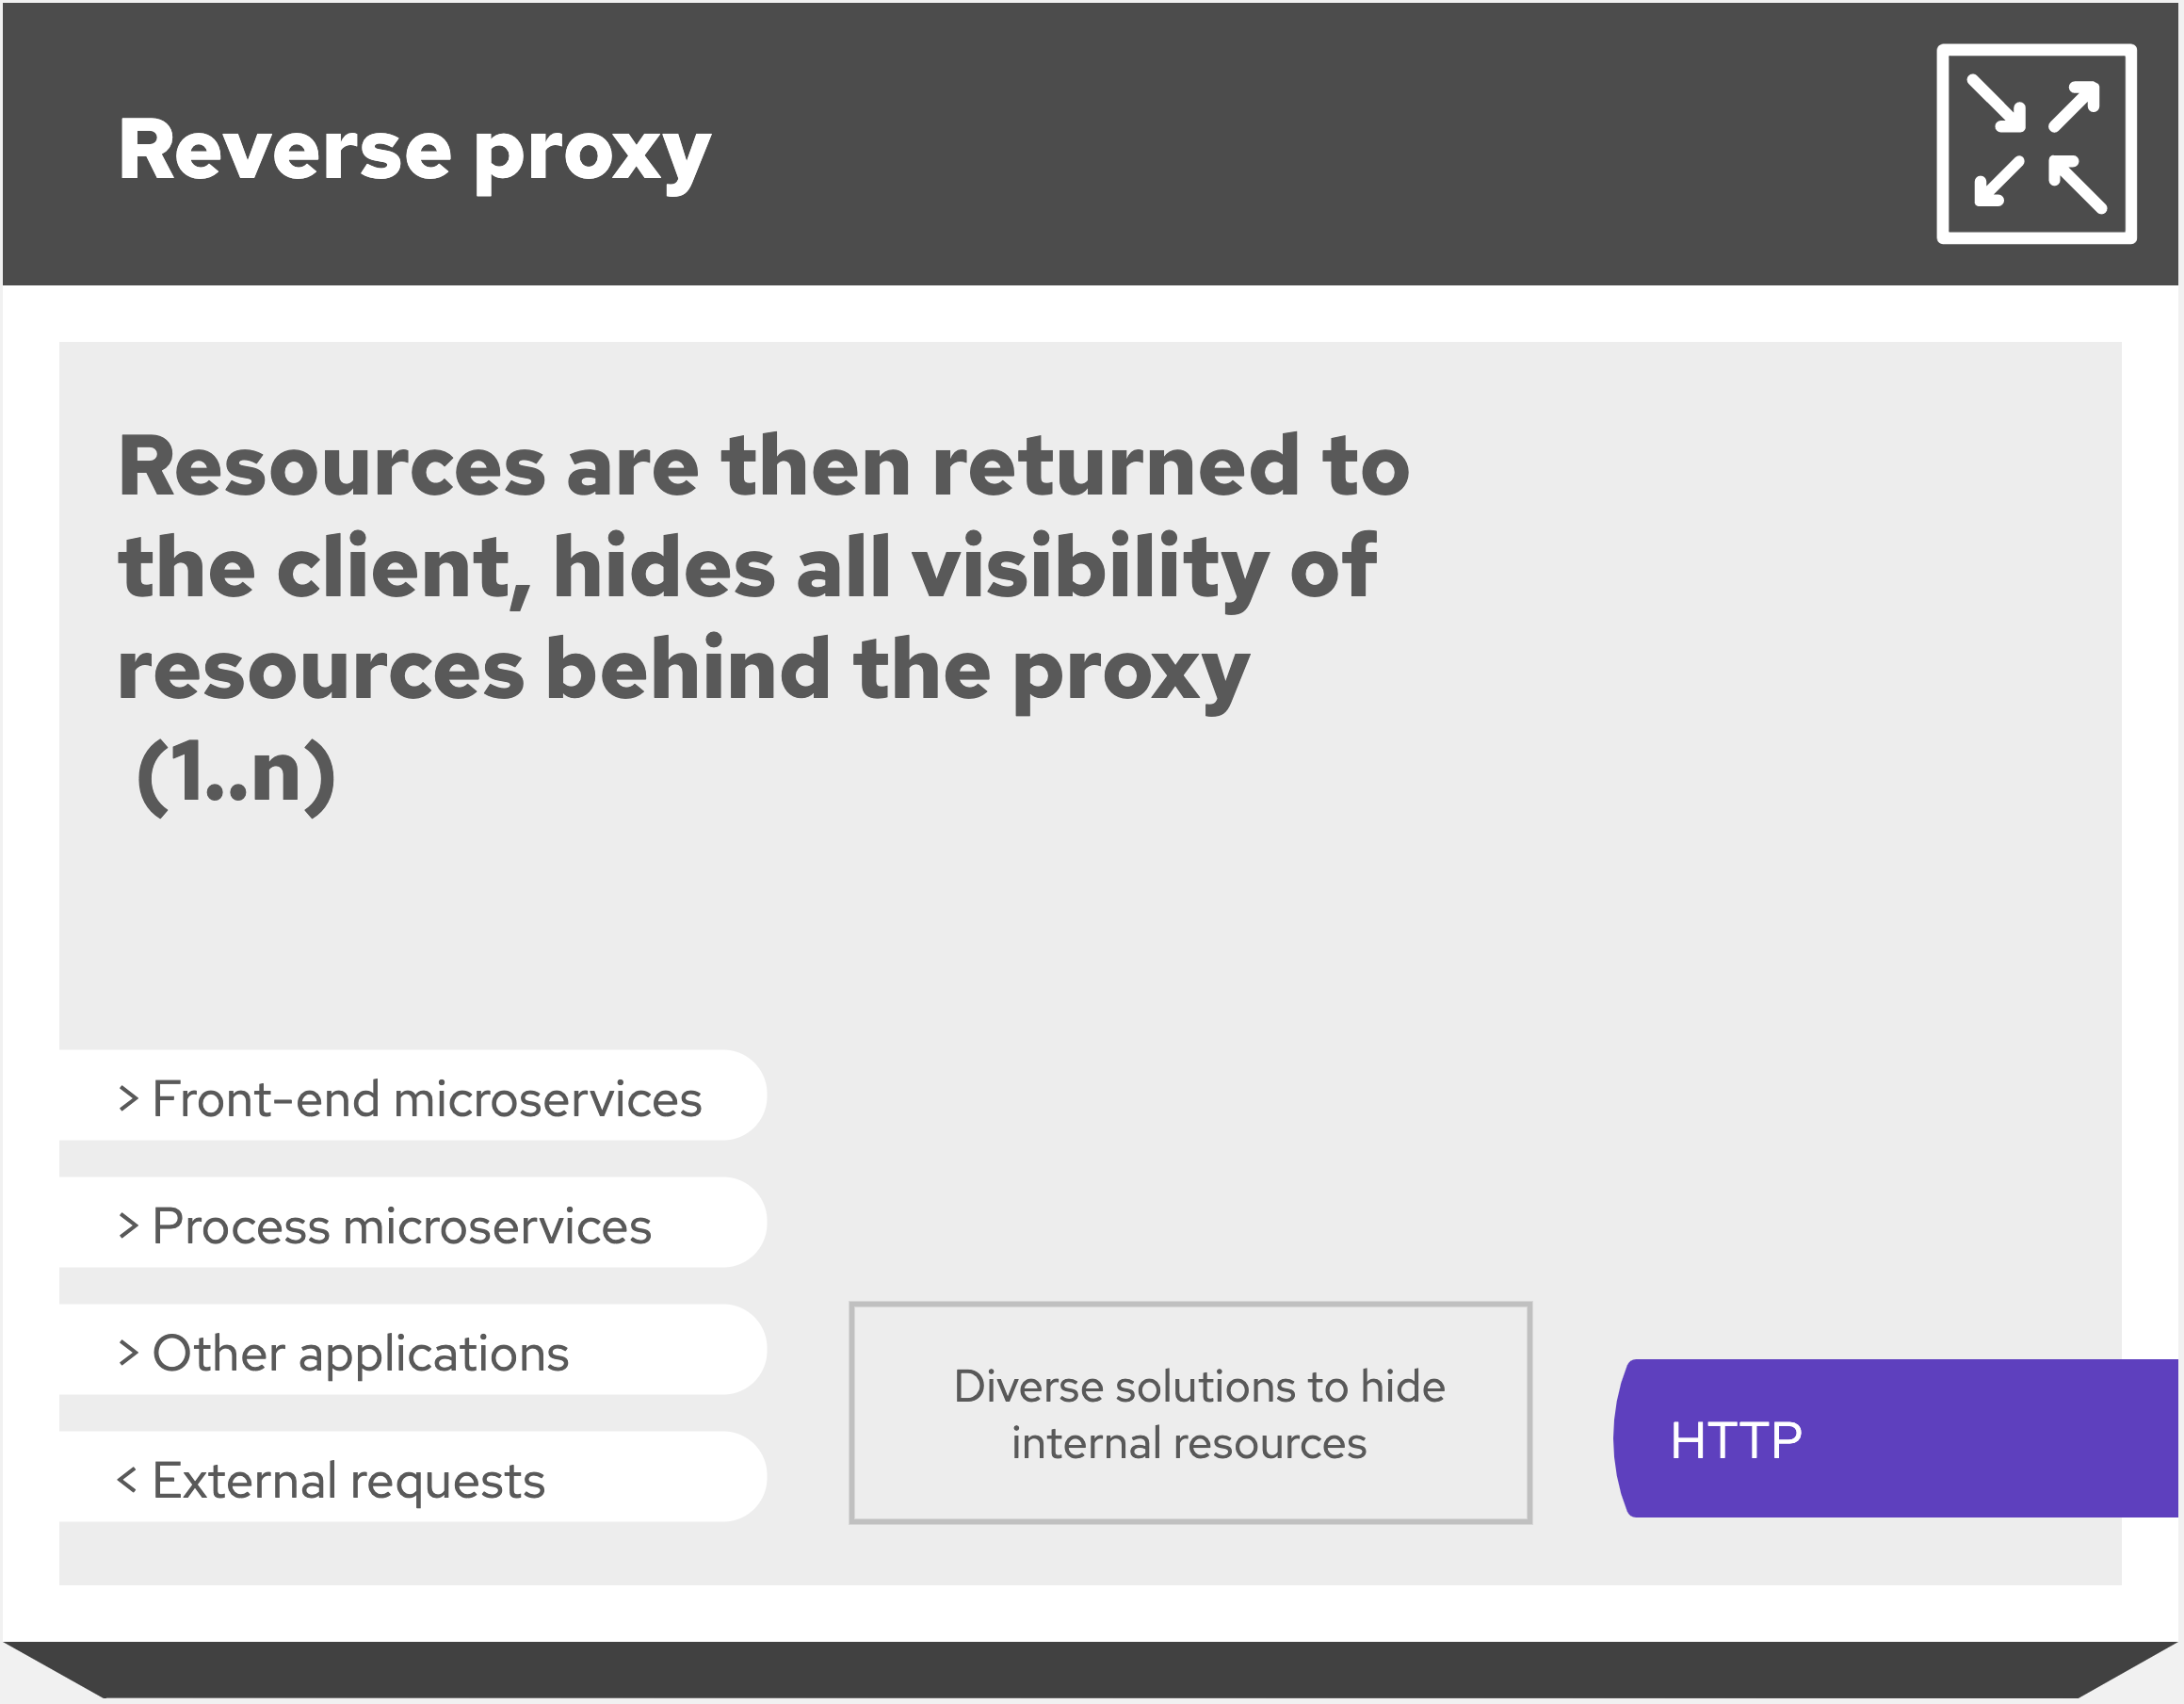 Reverse proxy
Resources are then returned to
the client, hides all visibility of
resources behind the proxy
(1..n)
> Front-end microservices
> Process microservices
> Other applications
< External requests
Diverse solutions to hide
internal resources
HTTP